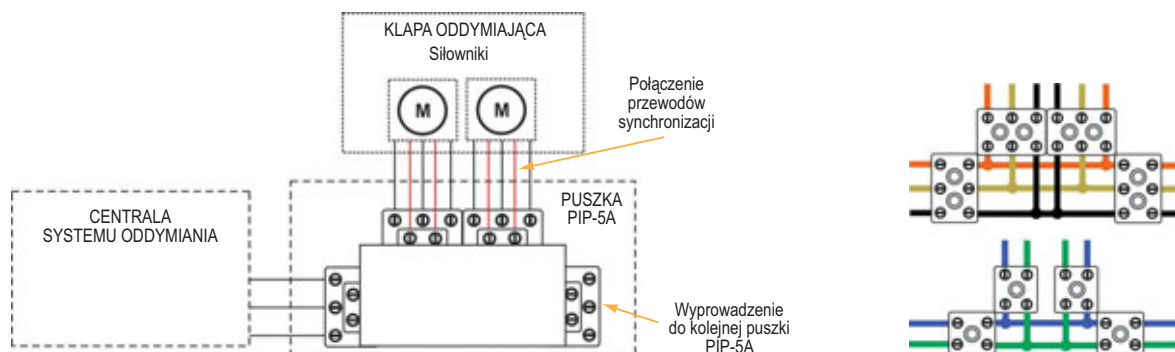 KLAPA ODDYMIAJĄCA
Siłowniki
M
M
Połączenie
przewodów
synchronizacji
CENTRALA
SYSTEMU ODDYMIANIA
PUSZKA
PIP-5A
Wyprowadzenie
do kolejnej puszki
PIP-5A